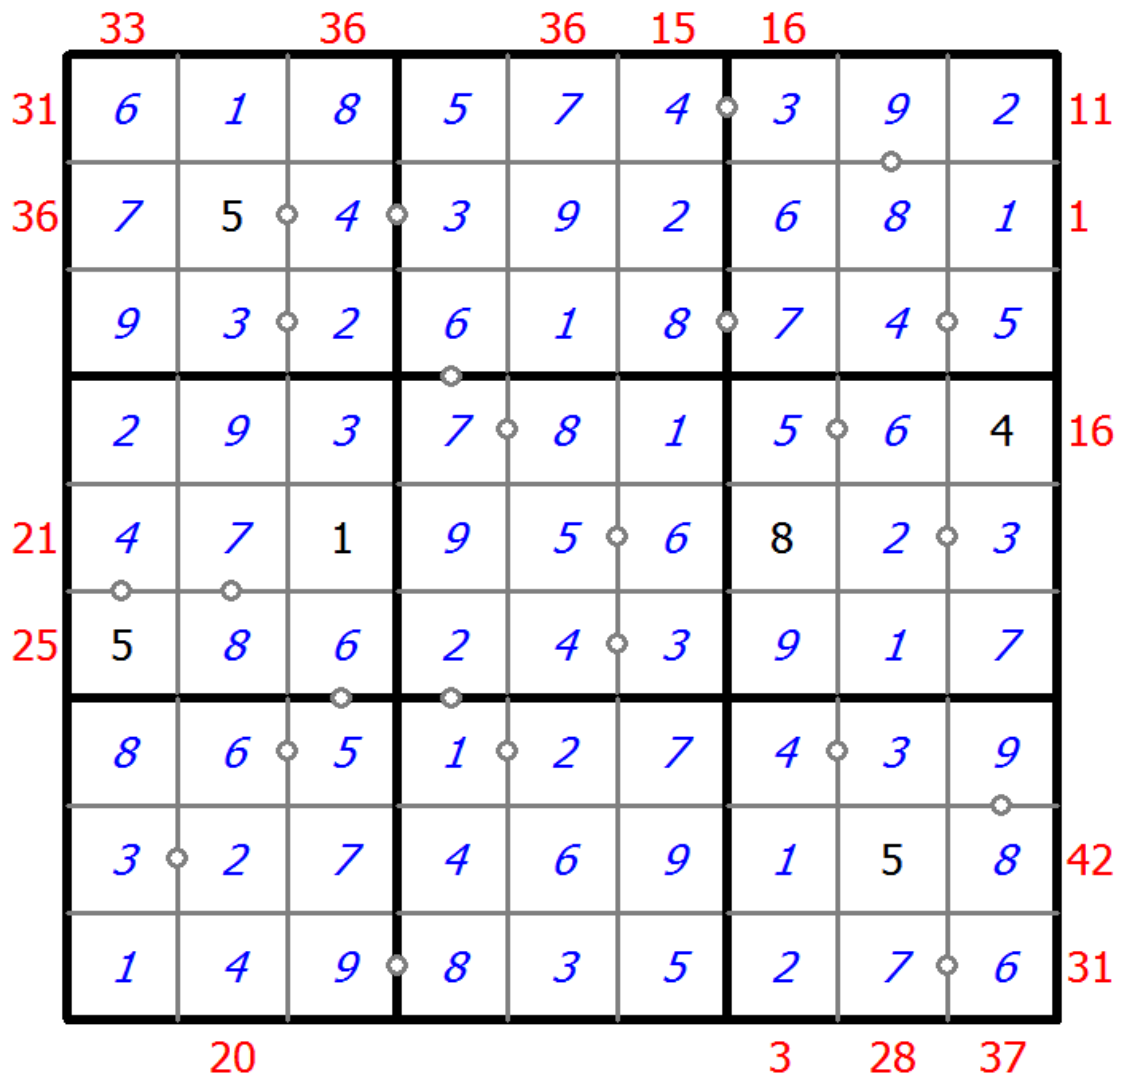 33 36 36 15 16
31 6 1 8 5 7 4 3 9 2 11
36 7 5 4 3 9 2 6 8 1 1
9 3 2 6 1 8 7 4 5
2 9 3 7 8 1 5 6 4 16
21 4 7 1 9 5 6 8 2 3
25 5 8 6 2 4 3 9 1 7
8 6 5 1 2 7 4 3 9
3 2 7 4 6 9 1 5 8 42
1 4 9 8 3 5 2 7 6 31
20 3 28 37